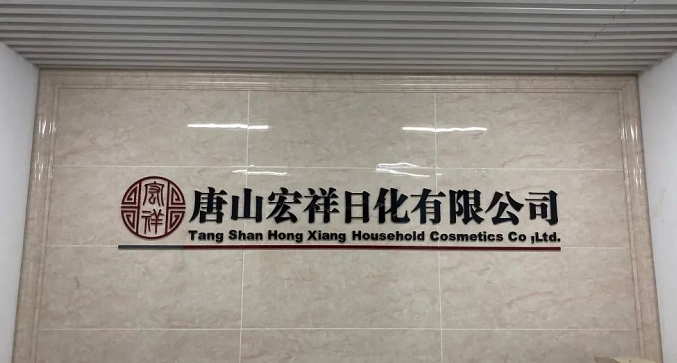 宏祥
唐山宏祥日化有限公司
Tang Shan Hong Xiang Household Cosmetics Co ,Ltd.